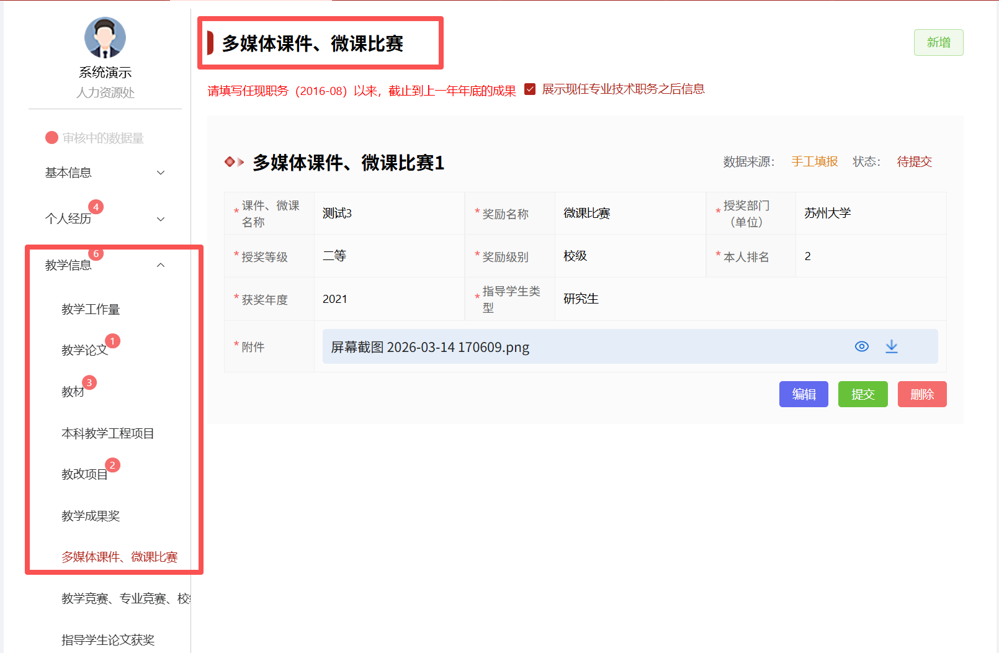 系统演示
人力资源处
审核中的数据量
基本信息
个人经历
4
教学信息
6
教学工作量
教学论文
1
教材
3
本科教学工程项目
教改项目
2
教学成果奖
多媒体课件、微课比赛
教学竞赛、专业竞赛、校
指导学生论文获奖
多媒体课件、微课比赛
新增
请填写任现职务（2016-08）以来，截止到上一年年底的成果
展示现任专业技术职务之后信息
多媒体课件、微课比赛1
数据来源： 手工填报 状态： 待提交
* 课件、微课名称 测试3 * 奖励名称 微课比赛 * 授奖部门（单位） 苏州大学
* 授奖等级 二等 * 奖励级别 校级 * 本人排名 2
* 获奖年度 2021 * 指导学生类型 研究生
* 附件 屏幕截图 2026-03-14 170609.png
编辑 提交 删除